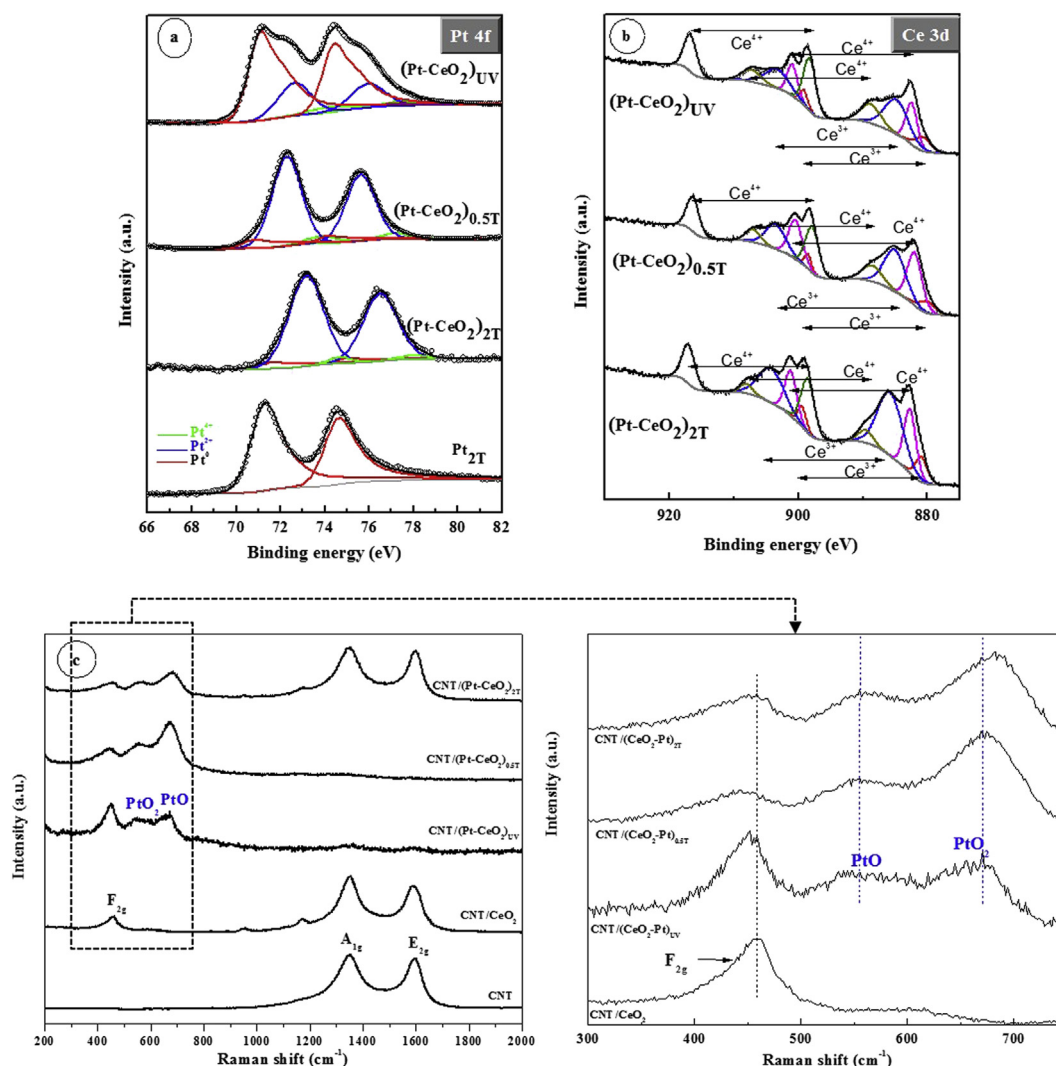 a
Pt 4f
(Pt-CeO2)UV
(Pt-CeO2)0.5T
(Pt-CeO2)2T
Pt2T
Pt4+
Pt2+
Pt0
Intensity (a.u.)
66 68 70 72 74 76 78 80 82
Binding energy (eV)
b
Ce 3d
Ce4+
Ce4+
Ce4+
(Pt-CeO2)UV
Ce3+
Ce3+
Ce4+
Ce4+
Ce4+
(Pt-CeO2)0.5T
Ce3+
Ce3+
Ce4+
Ce4+
Ce4+
(Pt-CeO2)2T
Ce3+
Ce3+
Intensity (a.u.)
920 900 880
Binding energy (eV)
c
CNT/(Pt-CeO2)2T
CNT/(Pt-CeO2)0.5T
PtO2 PtO
CNT/(Pt-CeO2)UV
F2g
CNT/CeO2
A1g
E2g
CNT
Intensity (a.u.)
200 400 600 800 1000 1200 1400 1600 1800 2000
Raman shift (cm-1)
CNT/(CeO2-Pt)2T
CNT/(CeO2-Pt)0.5T
PtO
PtO2
CNT/(CeO2-Pt)UV
F2g
CNT/CeO2
Intensity (a.u.)
300 400 500 600 700
Raman shift (cm-1)